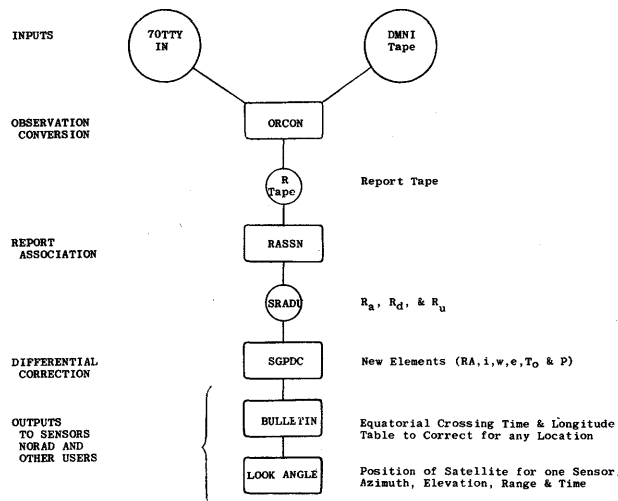 INPUTS
70TTY
IN
DMNI
Tape
OBSERVATION
CONVERSION
ORCON
R
Tape
Report Tape
REPORT
ASSOCIATION
RASSN
SRADU
Ra, Rd, & Ru
DIFFERENTIAL
CORRECTION
SGPDC
New Elements (RA,i,w,e,To & P)
OUTPUTS
TO SENSORS
NORAD AND
OTHER USERS
BULLETIN
Equatorial Crossing Time & Longitude
Table to Correct for any Location
LOOK ANGLE
Position of Satellite for one Sensor,
Azimuth, Elevation, Range & Time